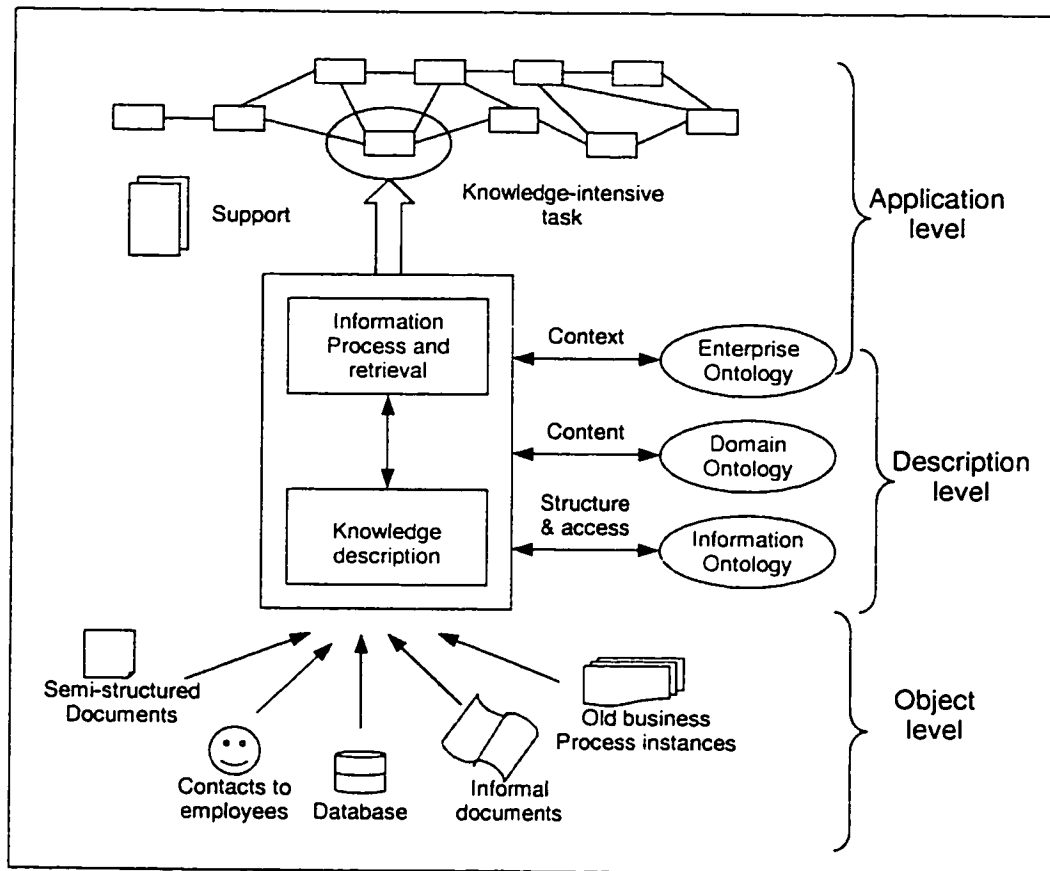 Knowledge-intensive
task
Support
Application
level
Information
Process and
retrieval
Context
Enterprise
Ontology
Content
Domain
Ontology
Description
level
Structure
& access
Knowledge
description
Information
Ontology
Semi-structured
Documents
Contacts to
employees
Database
Informal
documents
Old business
Process instances
Object
level